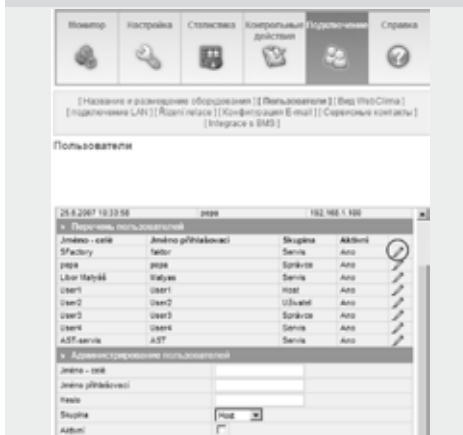 Монитор Настройка Статистика Контрольные действия Подключение Справка
[ Название и размещение оборудования ] [ Пользователи ] [ Вид WebClima ]
[ подключение LAN ] [ Řízení relace ] [ Конфигурация E-mail ] [ Сервисные контакты ]
[ Integrace s BMS ]
Пользователи
25.6.2007 10:33:58 pepe 192.168.1.100
» Перечень пользователей
Jméno - celé Jméno přihlašovací Skupina Aktivní
SFactory faktor Servis Ano
pepa pepa Správce Ano
Libor Matyáš Matyas Servis Ano
User1 User1 Host Ano
User2 User2 Uživatel Ano
User3 User3 Správce Ano
User4 User4 Servis Ano
AST-servis AST Servis Ano
» Администрирование пользователей
Jméno - celé
Jméno přihlašovací
Heslo
Skupina Host
Aktivní